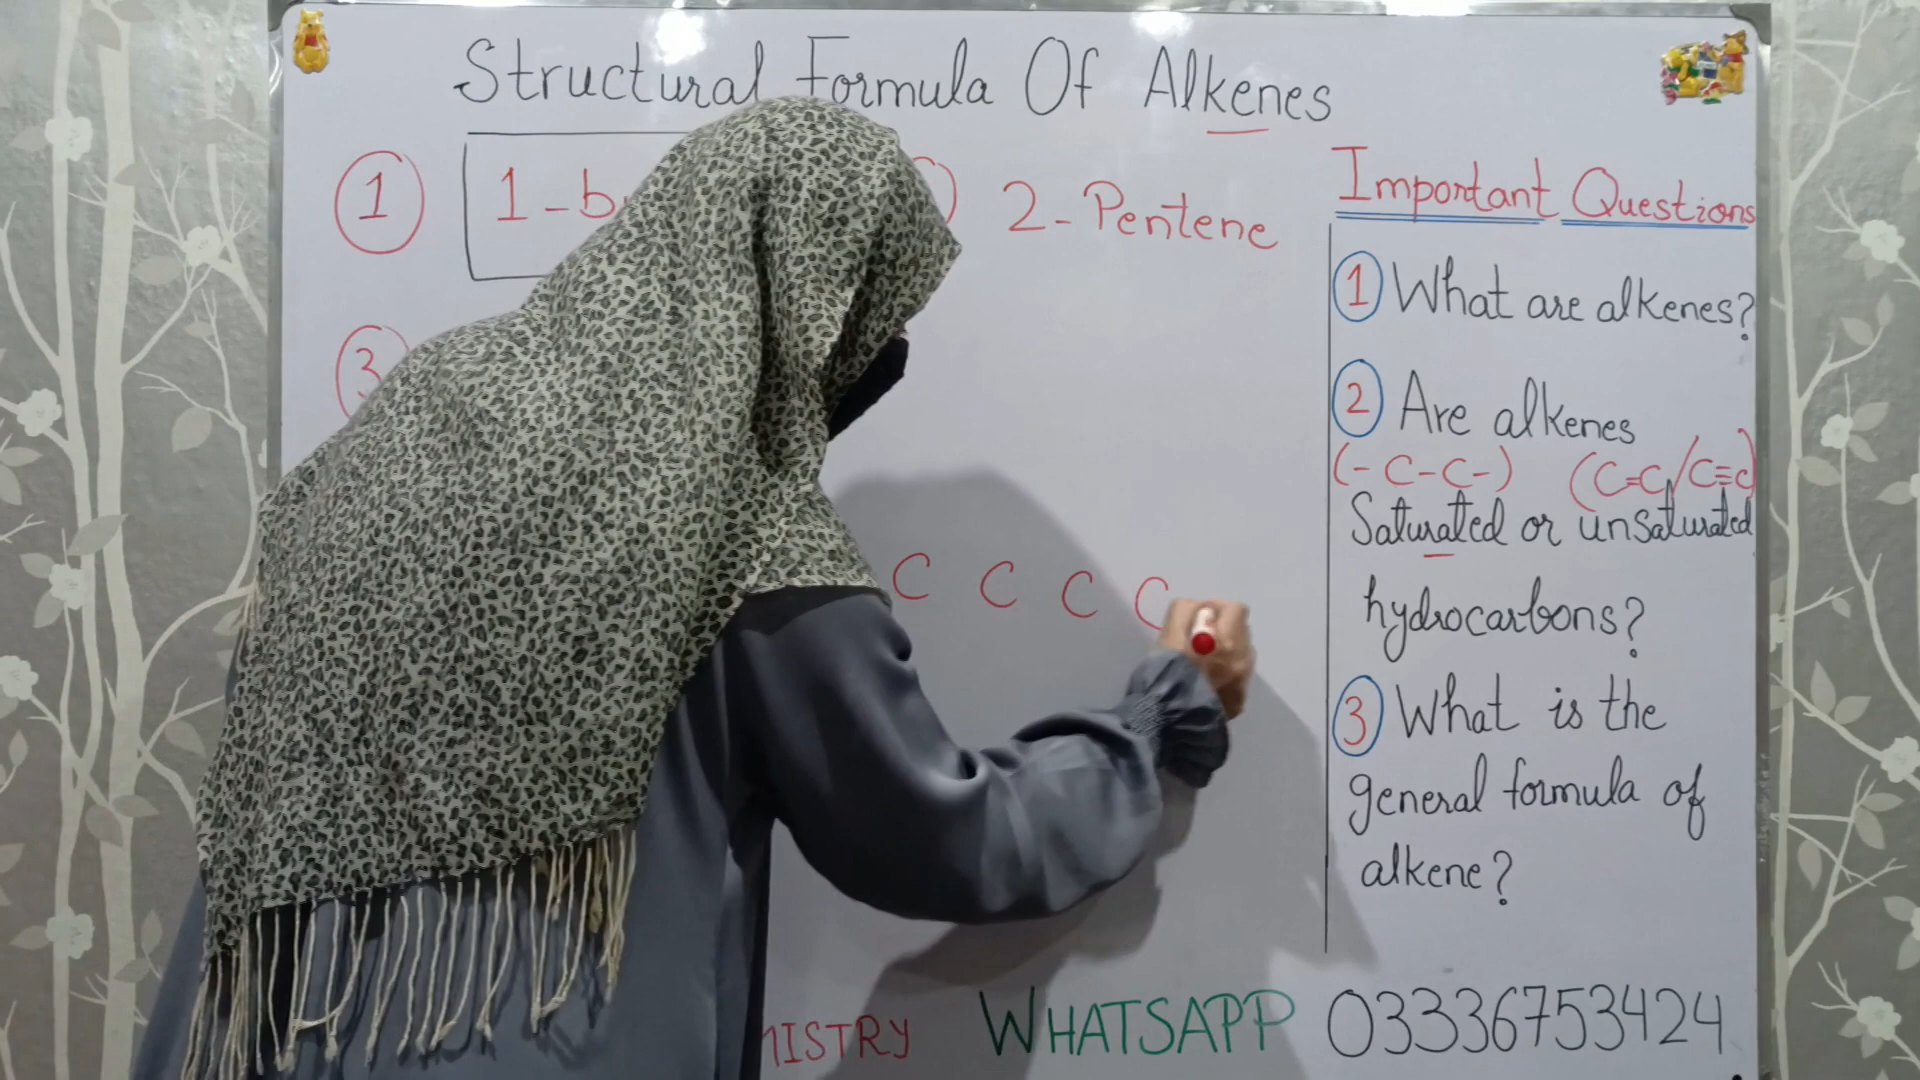 Structural Formula Of Alkenes
1 1-b
2-Pentene
3
C C C C
Important Questions
1 What are alkenes?
2 Are alkenes
(-C-C-) (C=C/C≡C)
Saturated or unsaturated
hydrocarbons?
3 What is the
general formula of
alkene?
MISTRY WHATSAPP 03336753424